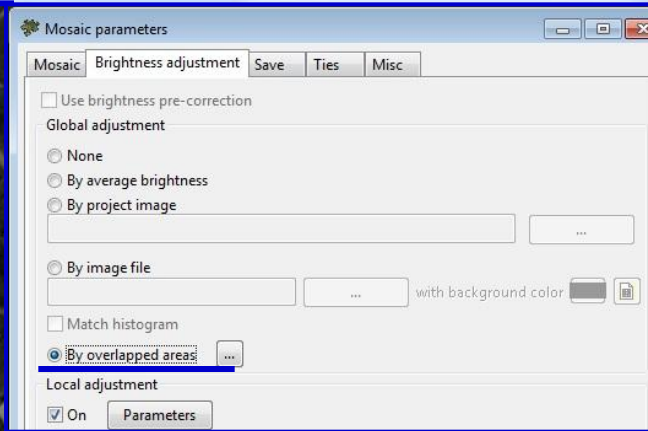 Mosaic parameters
Mosaic Brightness adjustment Save Ties Misc
Use brightness pre-correction
Global adjustment
None
By average brightness
By project image
...
By image file
... with background color
Match histogram
By overlapped areas ...
Local adjustment
On Parameters